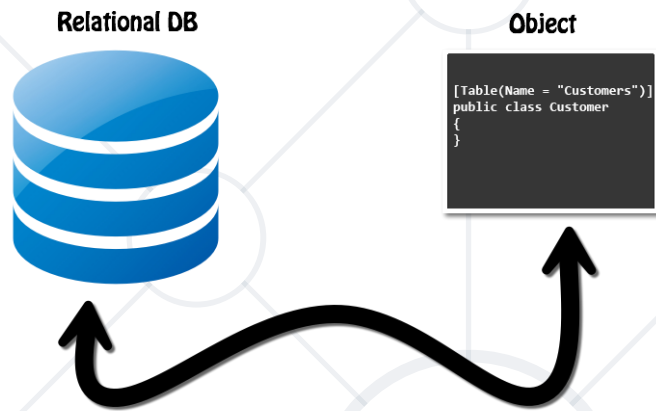 Relational DB
Object
[Table(Name = "Customers")]
public class Customer
{
}